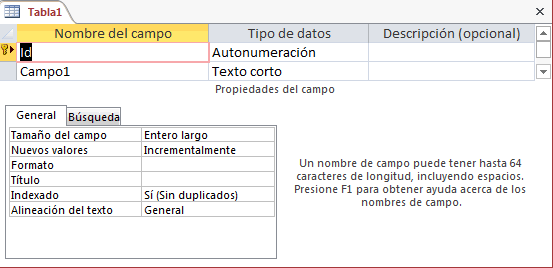 Tabla1
Nombre del campo Tipo de datos Descripción (opcional)
Id Autonumeración
Campo1 Texto corto
Propiedades del campo
General Búsqueda
Tamaño del campo Entero largo
Nuevos valores Incrementalmente
Formato
Título
Indexado Sí (Sin duplicados)
Alineación del texto General
Un nombre de campo puede tener hasta 64
caracteres de longitud, incluyendo espacios.
Presione F1 para obtener ayuda acerca de los
nombres de campo.